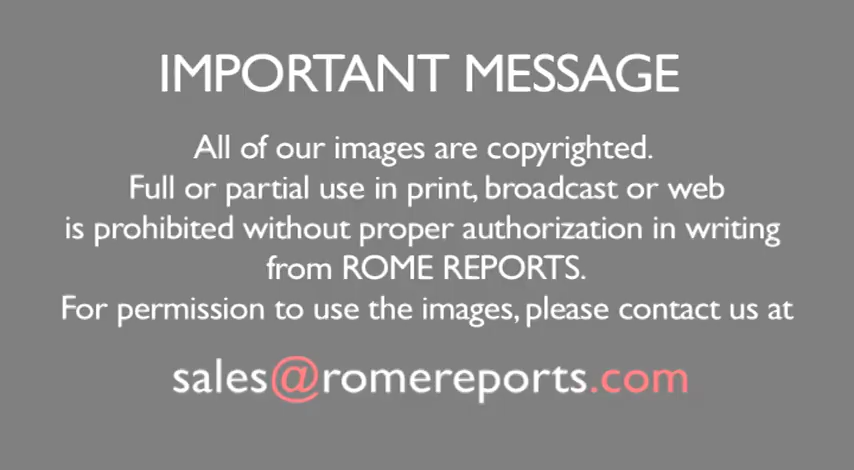 IMPORTANT MESSAGE
All of our images are copyrighted.
Full or partial use in print, broadcast or web
is prohibited without proper authorization in writing
from ROME REPORTS.
For permission to use the images, please contact us at
sales@romereports.com